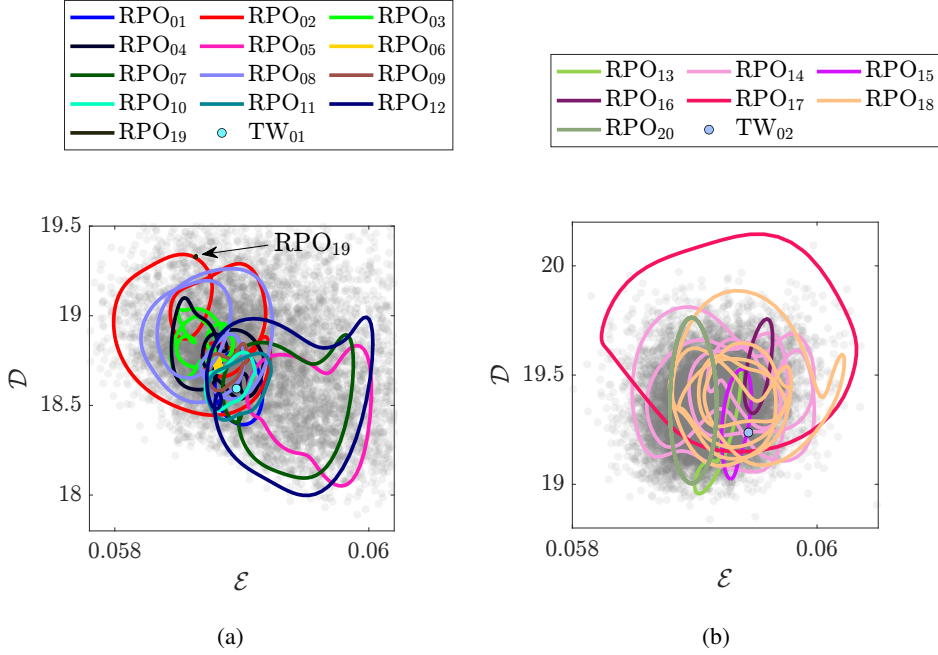 RPO₀₁ RPO₀₂ RPO₀₃
RPO₀₄ RPO₀₅ RPO₀₆
RPO₀₇ RPO₀₈ RPO₀₉
RPO₁₀ RPO₁₁ RPO₁₂
RPO₁₉ TW₀₁
RPO₁₃ RPO₁₄ RPO₁₅
RPO₁₆ RPO₁₇ RPO₁₈
RPO₂₀ TW₀₂
19.5
19
18.5
18
𝒟
RPO₁₉
0.058 0.06
ℰ
(a)
20
19.5
19
𝒟
0.058 0.06
ℰ
(b)